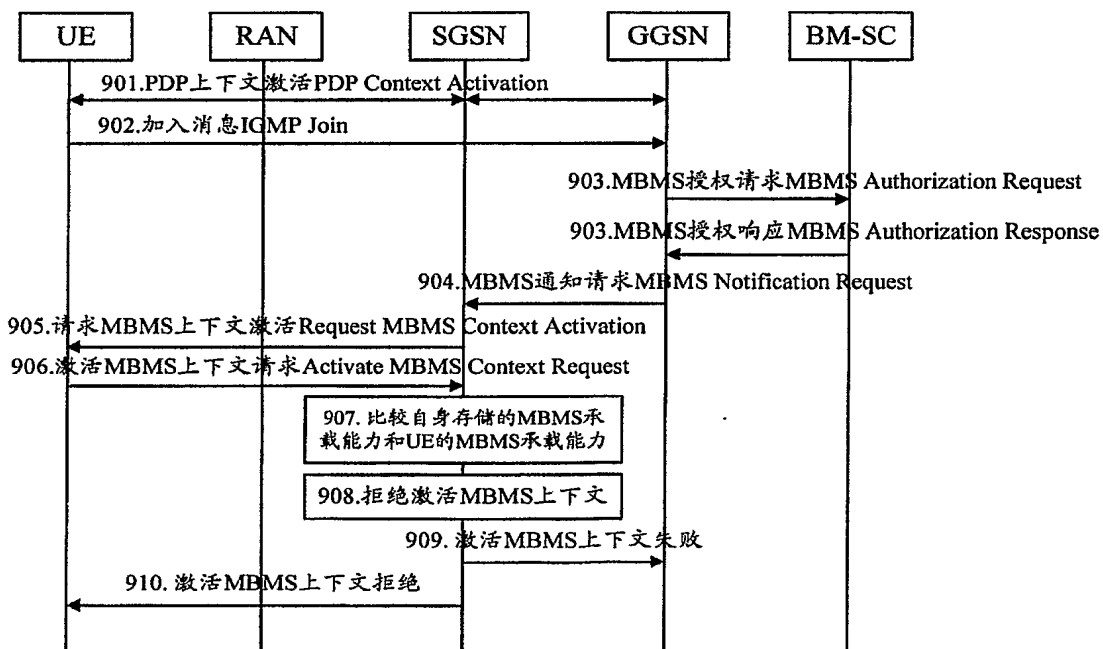 UE RAN SGSN GGSN BM-SC
901.PDP上下文激活PDP Context Activation
902.加入消息IGMP Join
903.MBMS授权请求MBMS Authorization Request
903.MBMS授权响应MBMS Authorization Response
904.MBMS通知请求MBMS Notification Request
905.请求MBMS上下文激活Request MBMS Context Activation
906.激活MBMS上下文请求Activate MBMS Context Request
907. 比较自身存储的MBMS承
载能力和UE的MBMS承载能力
908.拒绝激活MBMS上下文
909. 激活MBMS上下文失败
910. 激活MBMS上下文拒绝